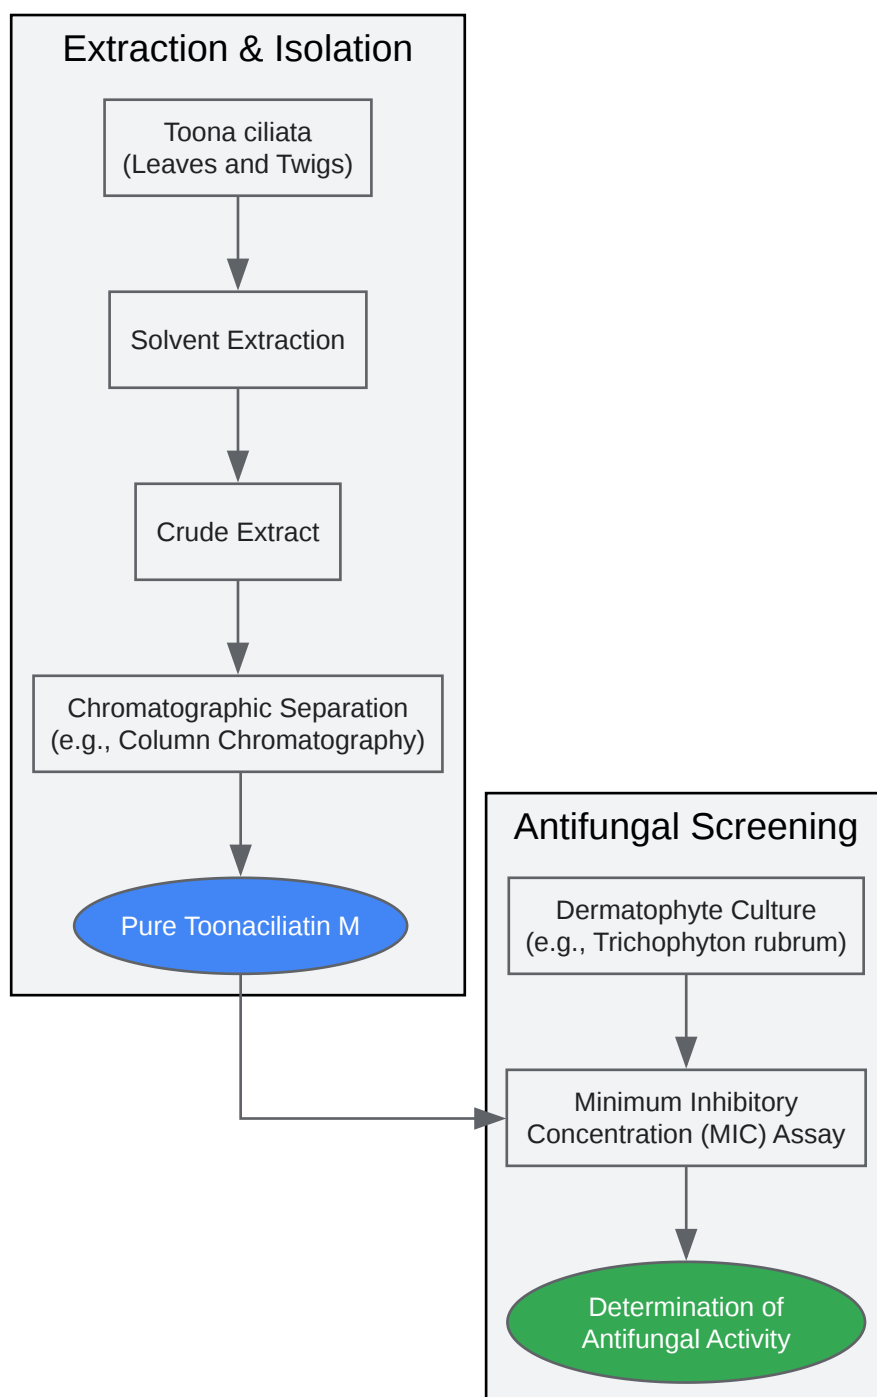 Extraction & Isolation
Toona ciliata
(Leaves and Twigs)
Solvent Extraction
Crude Extract
Chromatographic Separation
(e.g., Column Chromatography)
Pure Toonaciliatin M
Antifungal Screening
Dermatophyte Culture
(e.g., Trichophyton rubrum)
Minimum Inhibitory
Concentration (MIC) Assay
Determination of
Antifungal Activity